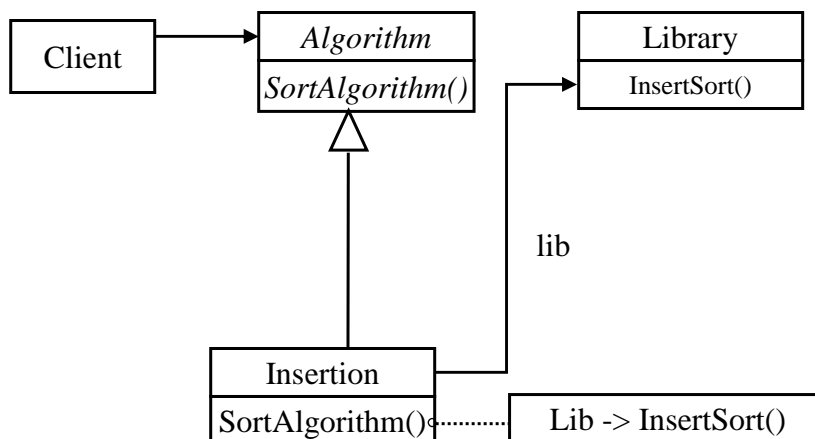 Client
Algorithm
SortAlgorithm()
Library
InsertSort()
lib
Insertion
SortAlgorithm()
Lib -> InsertSort()